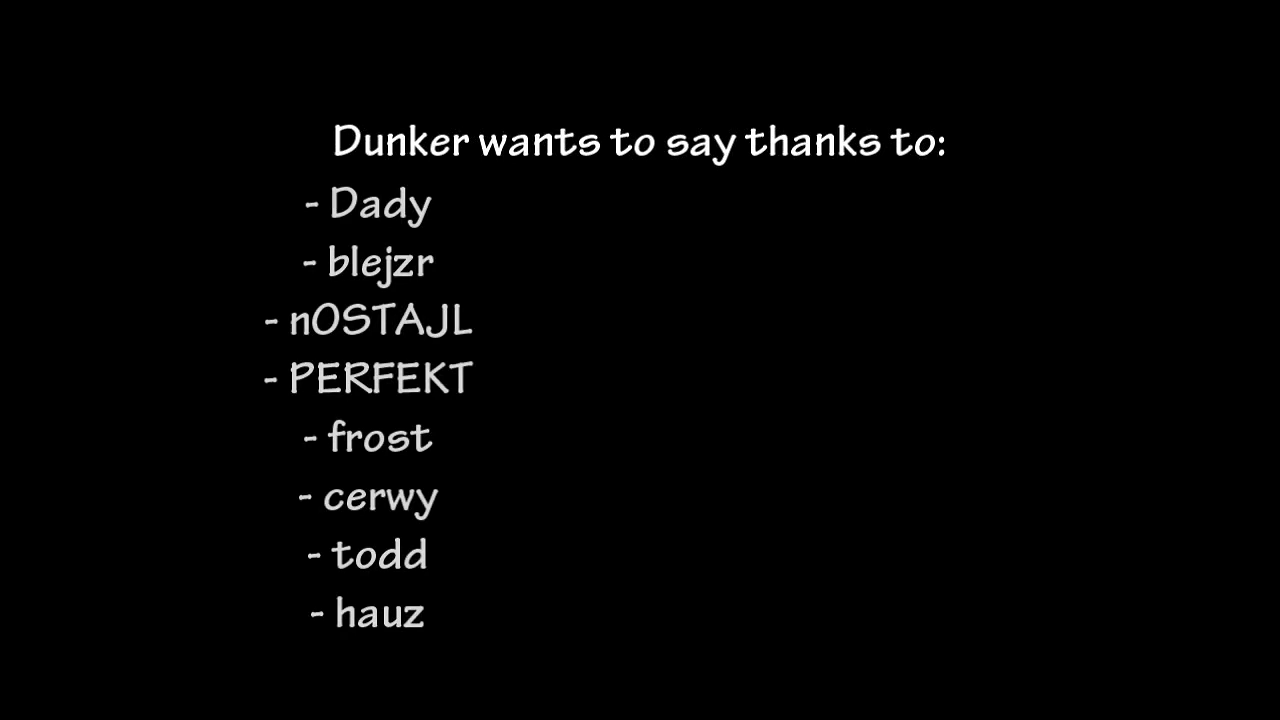 Dunker wants to say thanks to:
- Dady
- blejzr
- nOSTAJL
- PERFEKT
- frost
- cerwy
- todd
- hauz